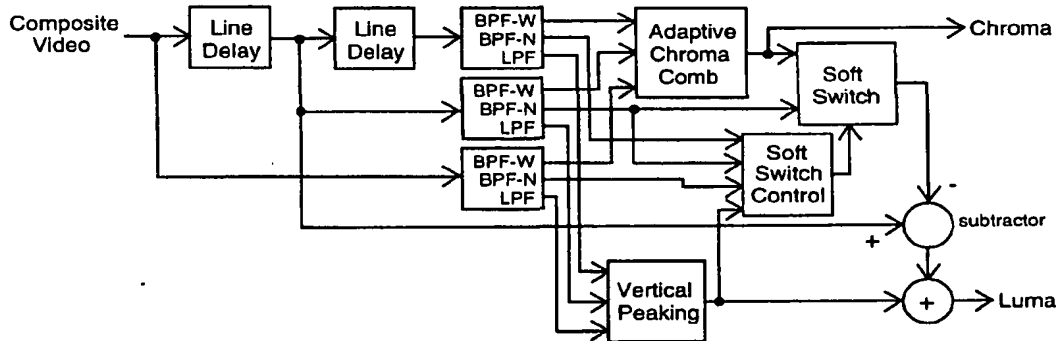 Composite
Video
Line
Delay
Line
Delay
BPF-W
BPF-N
LPF
Adaptive
Chroma
Comb
Chroma
Soft
Switch
BPF-W
BPF-N
LPF
BPF-W
BPF-N
LPF
Soft
Switch
Control
-
+
subtractor
Vertical
Peaking
+
Luma